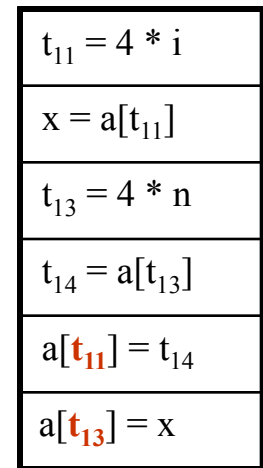 t₁₁ = 4 * i
x = a[t₁₁]
t₁₃ = 4 * n
t₁₄ = a[t₁₃]
a[t₁₁] = t₁₄
a[t₁₃] = x